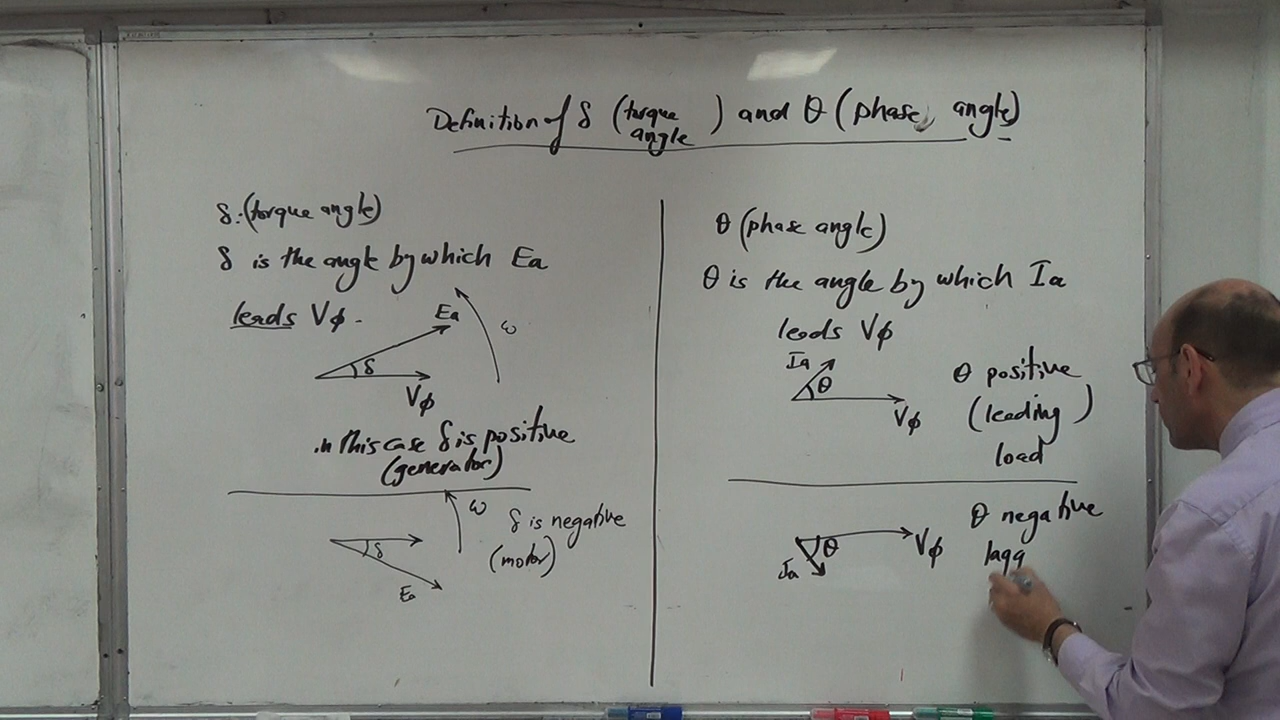 Definition of δ (torque angle) and θ (phase angle)
δ: (torque angle)
δ is the angle by which Ea
leads Vφ.
Ea
ω
δ
Vφ
in this case δ is positive
(generator)
ω
δ is negative
(motor)
δ
Ea
θ (phase angle)
θ is the angle by which Ia
leads Vφ
Ia
θ
Vφ
θ positive
(leading)
load
θ negative
lagg
Vφ
θ
Ia